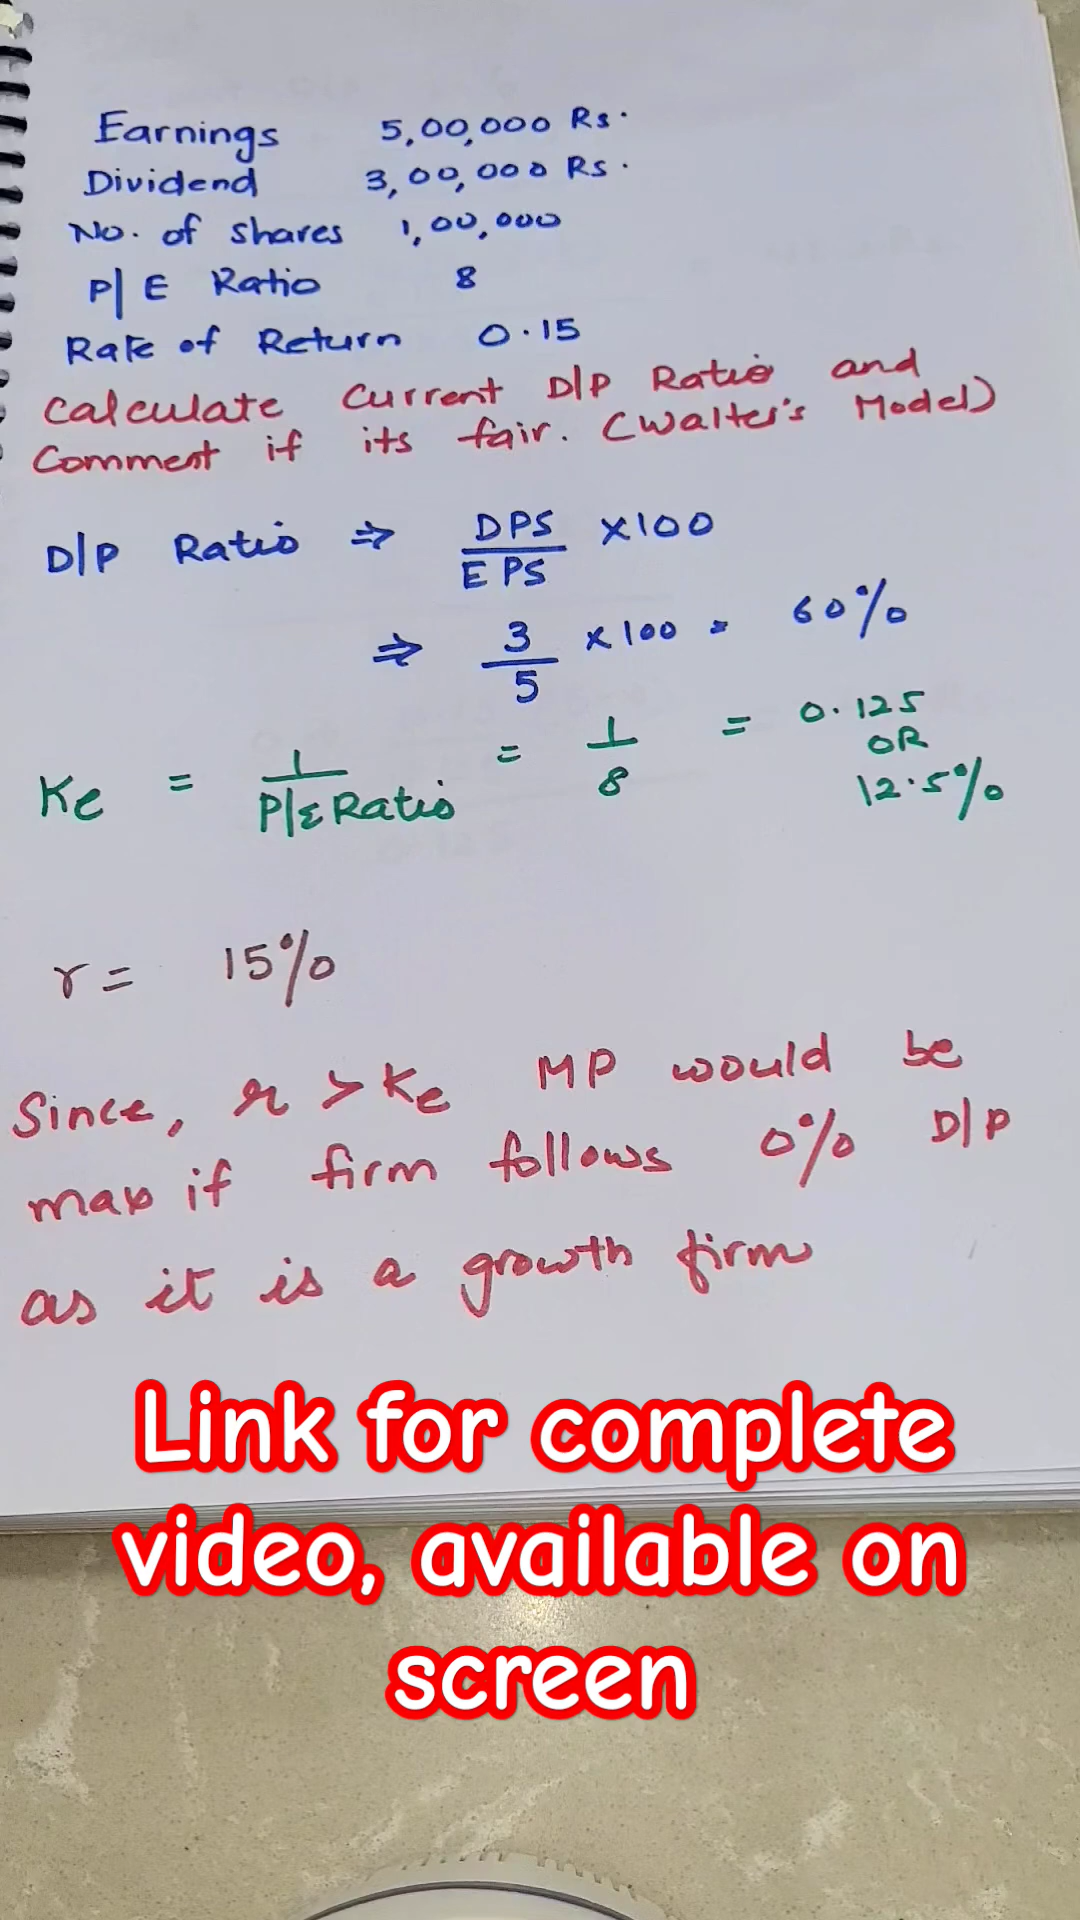 Earnings 5,00,000 Rs.
Dividend 3,00,000 Rs.
No. of shares 1,00,000
P/E Ratio 8
Rate of Return 0.15
Calculate Current D/P Ratio and
Comment if its fair. (Walter's Model)
D/P Ratio ⇒ DPS/EPS ×100
⇒ 3/5 ×100 = 60%
Ke = 1/P/E Ratio = 1/8 = 0.125
OR
12.5%
r = 15%
Since, r > Ke MP would be
max if firm follows 0% D/P
as it is a growth firm
Link for complete
video, available on
screen